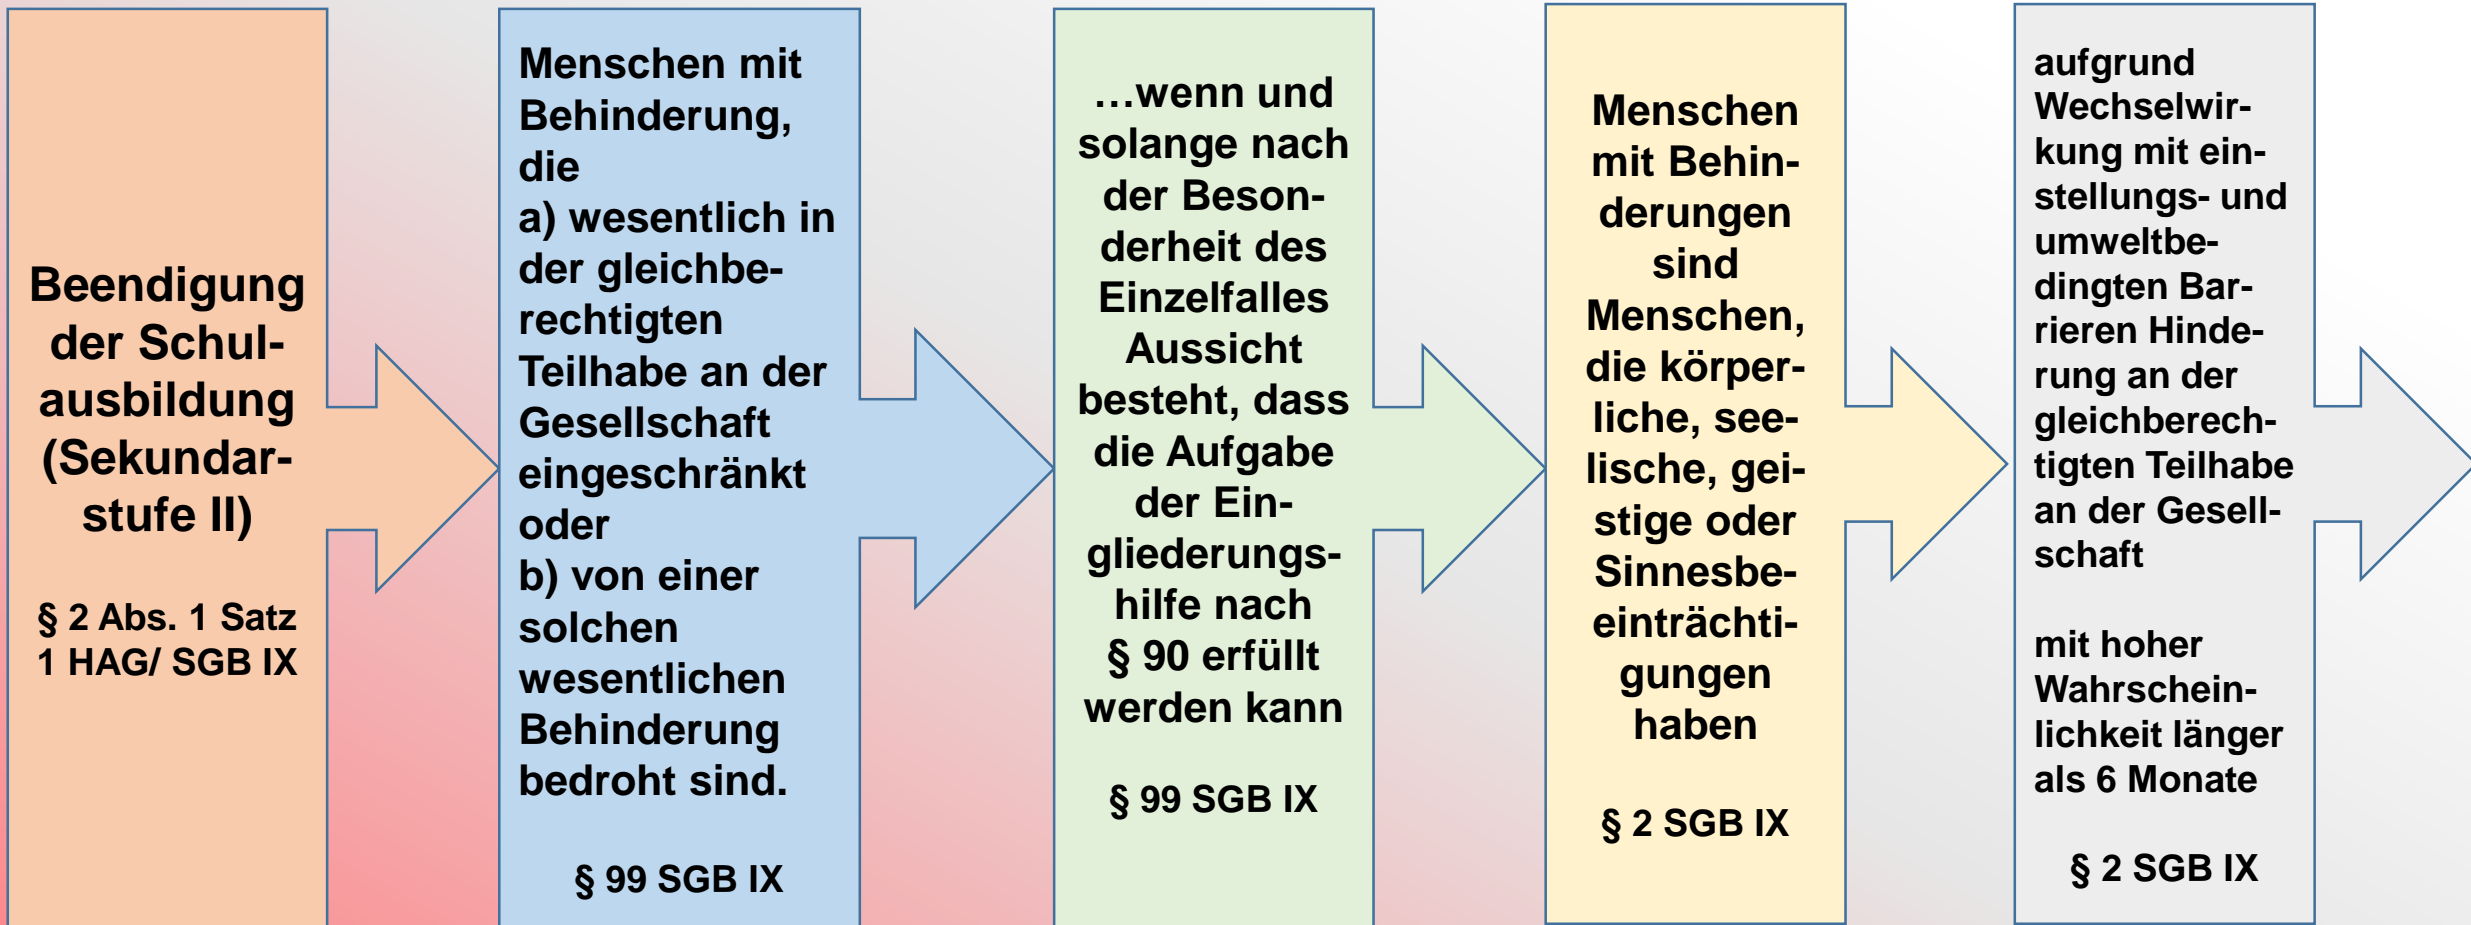 Beendigung
der Schul-
ausbildung
(Sekundar-
stufe II)
§ 2 Abs. 1 Satz
1 HAG/ SGB IX
Menschen mit
Behinderung,
die
a) wesentlich in
der gleichbe-
rechtigten
Teilhabe an der
Gesellschaft
eingeschränkt
oder
b) von einer
solchen
wesentlichen
Behinderung
bedroht sind.
§ 99 SGB IX
…wenn und
solange nach
der Beson-
derheit des
Einzelfalles
Aussicht
besteht, dass
die Aufgabe
der Ein-
gliederungs-
hilfe nach
§ 90 erfüllt
werden kann
§ 99 SGB IX
Menschen
mit Behin-
derungen
sind
Menschen,
die körper-
liche, see-
lische, gei-
stige oder
Sinnesbe-
einträchti-
gungen
haben
§ 2 SGB IX
aufgrund
Wechselwir-
kung mit ein-
stellungs- und
umweltbe-
dingten Bar-
rieren Hinde-
rung an der
gleichberech-
tigten Teilhabe
an der Gesell-
schaft
mit hoher
Wahrschein-
lichkeit länger
als 6 Monate
§ 2 SGB IX